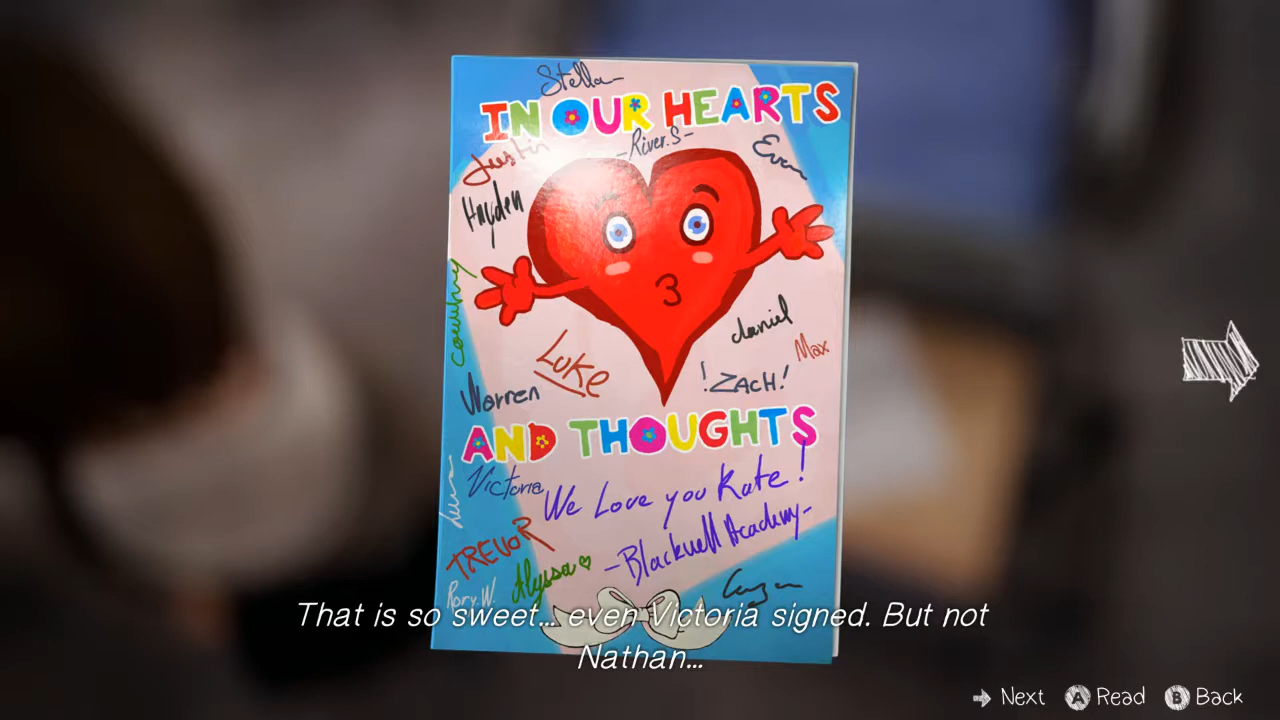 Stella
IN OUR HEARTS
-River.S-
Justin
Evan
Hayden
Courtney
daniel
Max
Luke
!ZACH!
Warren
AND THOUGHTS
Victoria
We Love you Kate!
-Blackwell Academy-
TREVOR
Alyssa
Rory.W.
That is so sweet... even Victoria signed. But not
Nathan...
Next A Read B Back